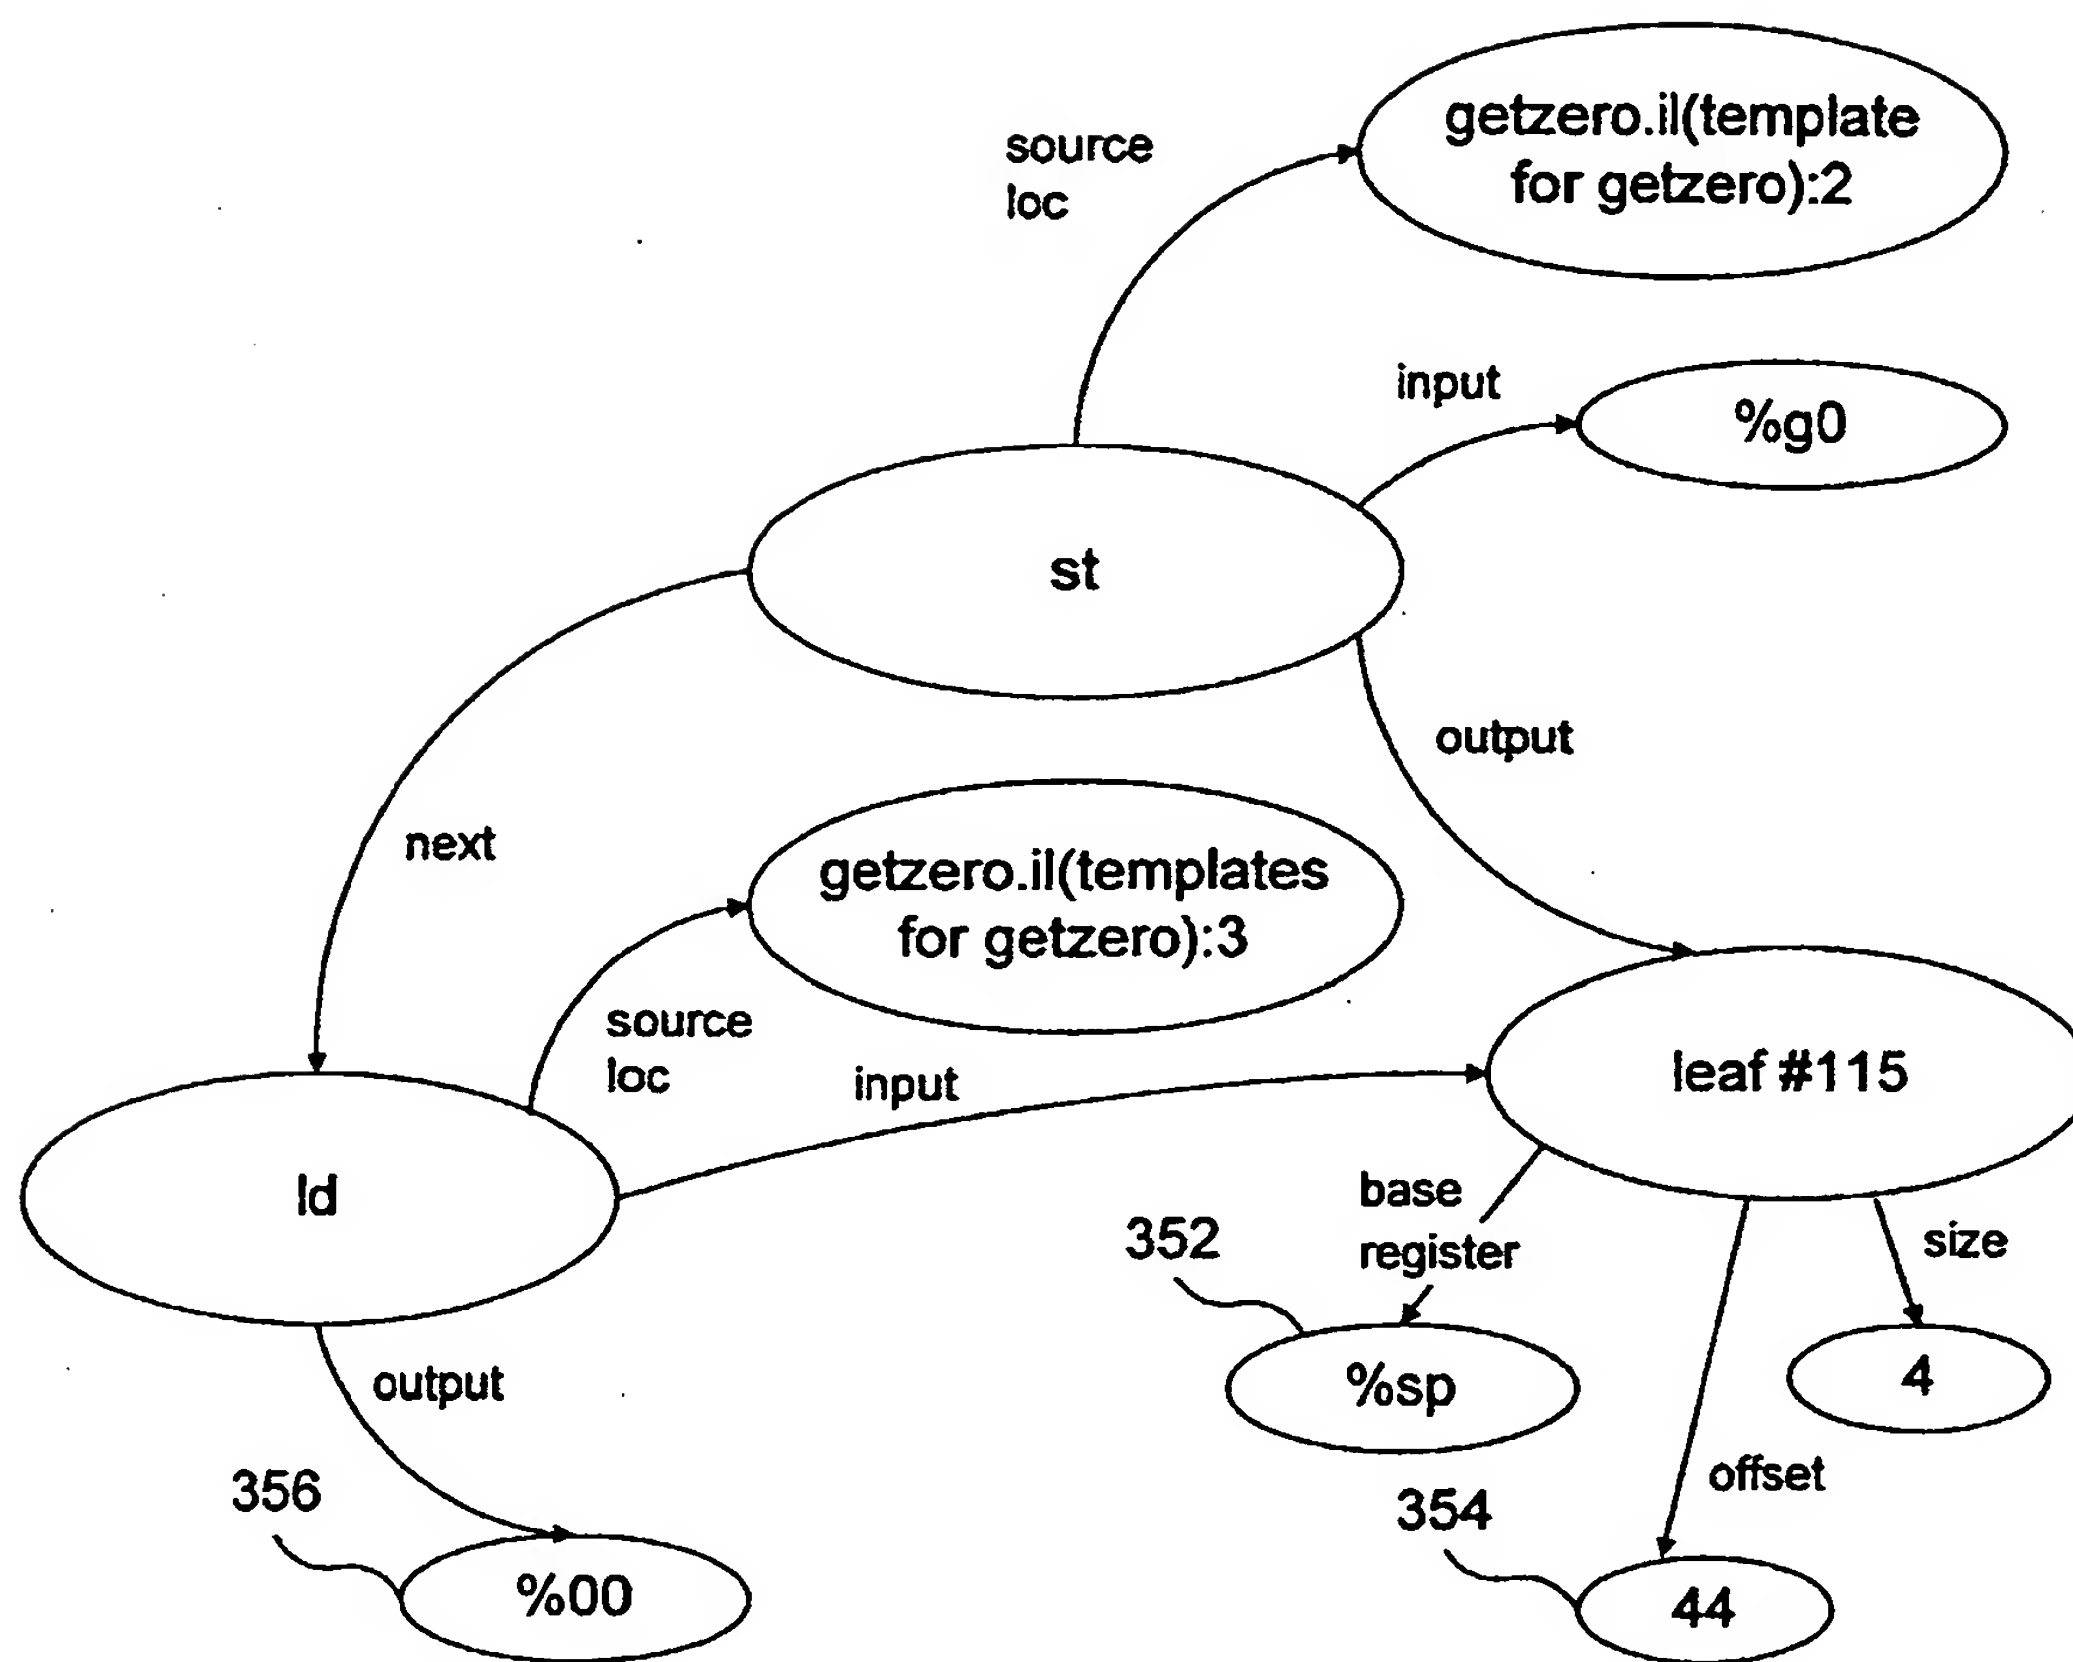 getzero.il(template
for getzero):2
source
loc
input
%g0
st
output
next
getzero.il(templates
for getzero):3
source
loc
input
leaf #115
ld
base
register
352
size
%sp
4
output
offset
356
354
%00
44